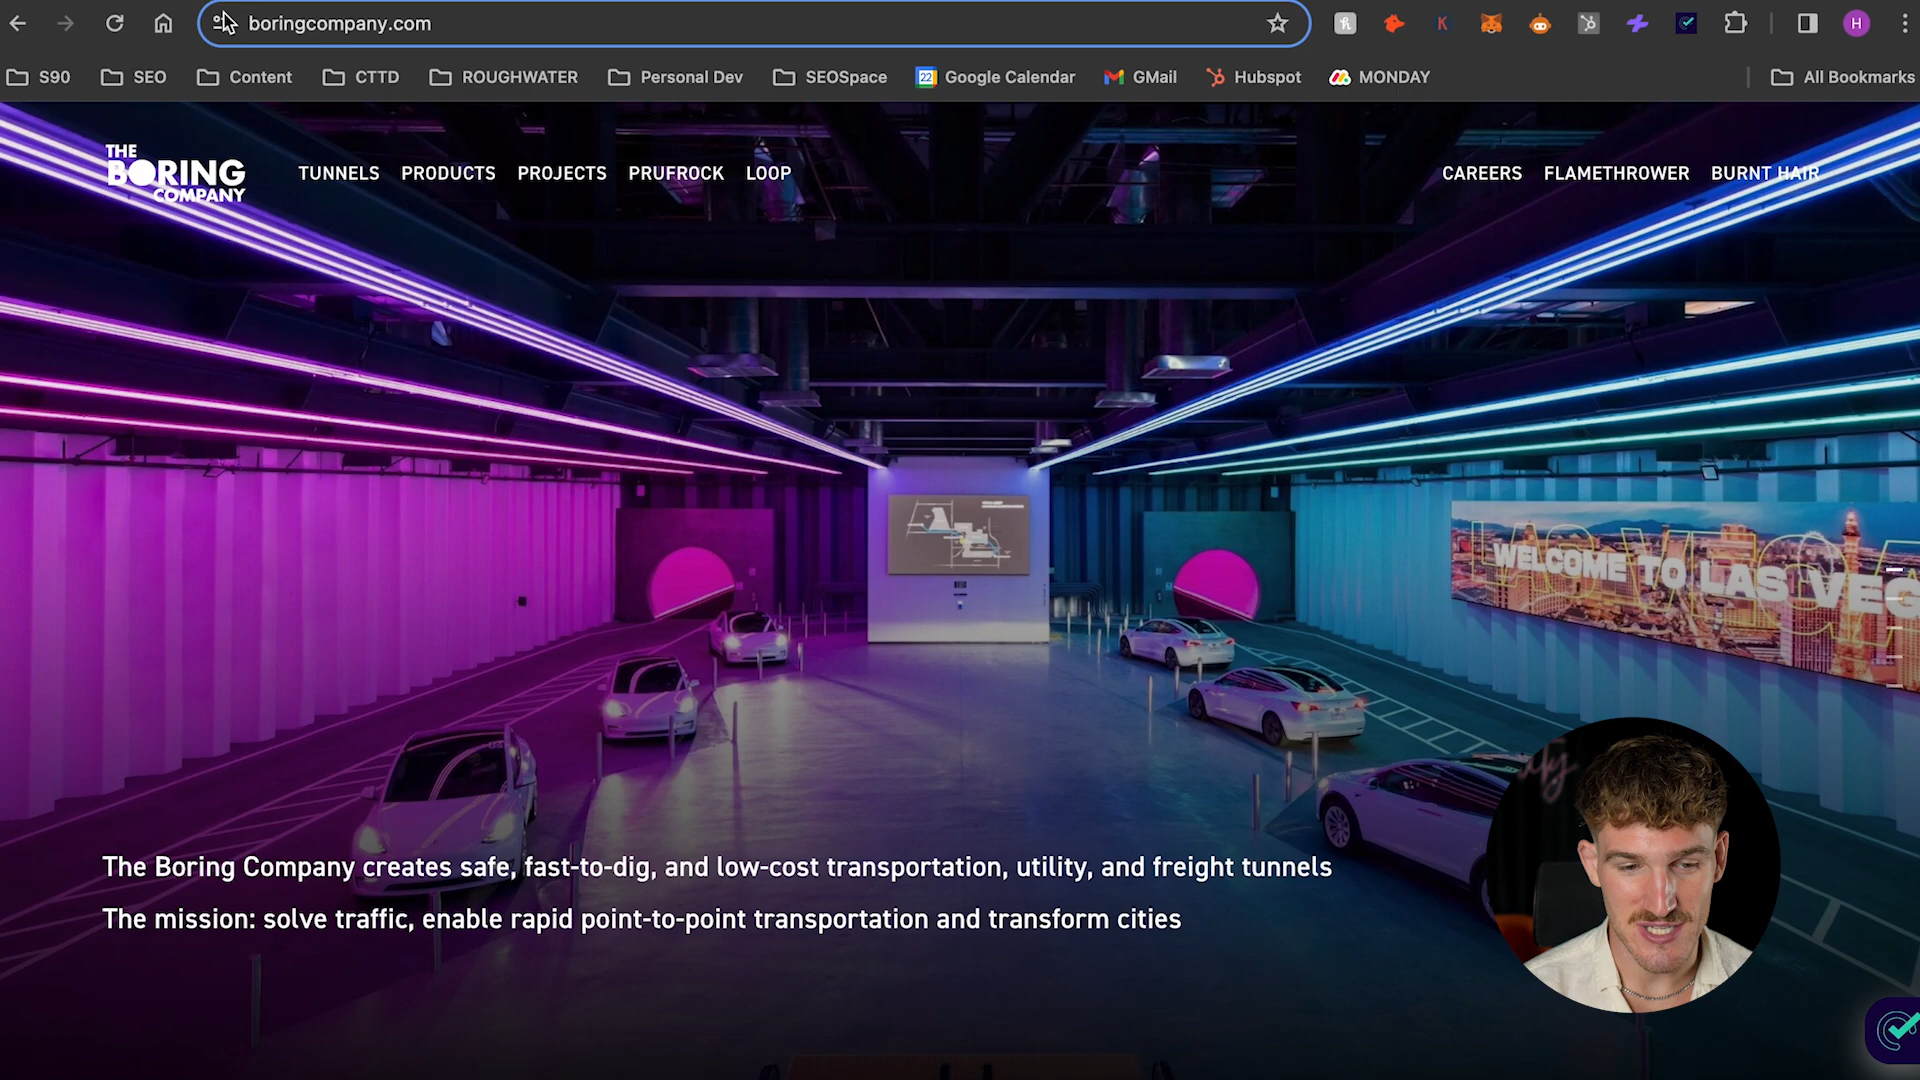 boringcompany.com
S90
SEO
Content
CTTD
ROUGHWATER
Personal Dev
SEOSpace
22
Google Calendar
GMail
Hubspot
MONDAY
All Bookmarks
H
K
THE
BORING
COMPANY
TUNNELS
PRODUCTS
PROJECTS
PRUFROCK
LOOP
CAREERS
FLAMETHROWER
BURNT HAIR
WELCOME TO LAS VEG
The Boring Company creates safe, fast-to-dig, and low-cost transportation, utility, and freight tunnels
The mission: solve traffic, enable rapid point-to-point transportation and transform cities